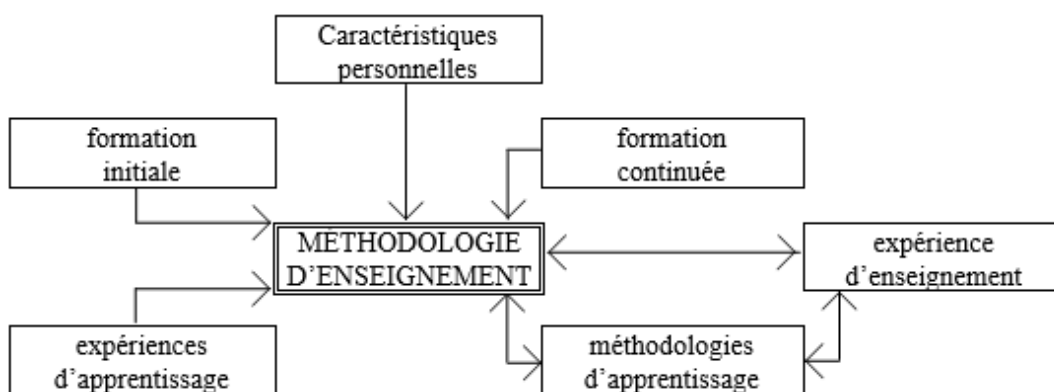 Caractéristiques
personnelles
formation
initiale
formation
continuée
MÉTHODOLOGIE
D’ENSEIGNEMENT
expérience
d’enseignement
expériences
d’apprentissage
méthodologies
d’apprentissage